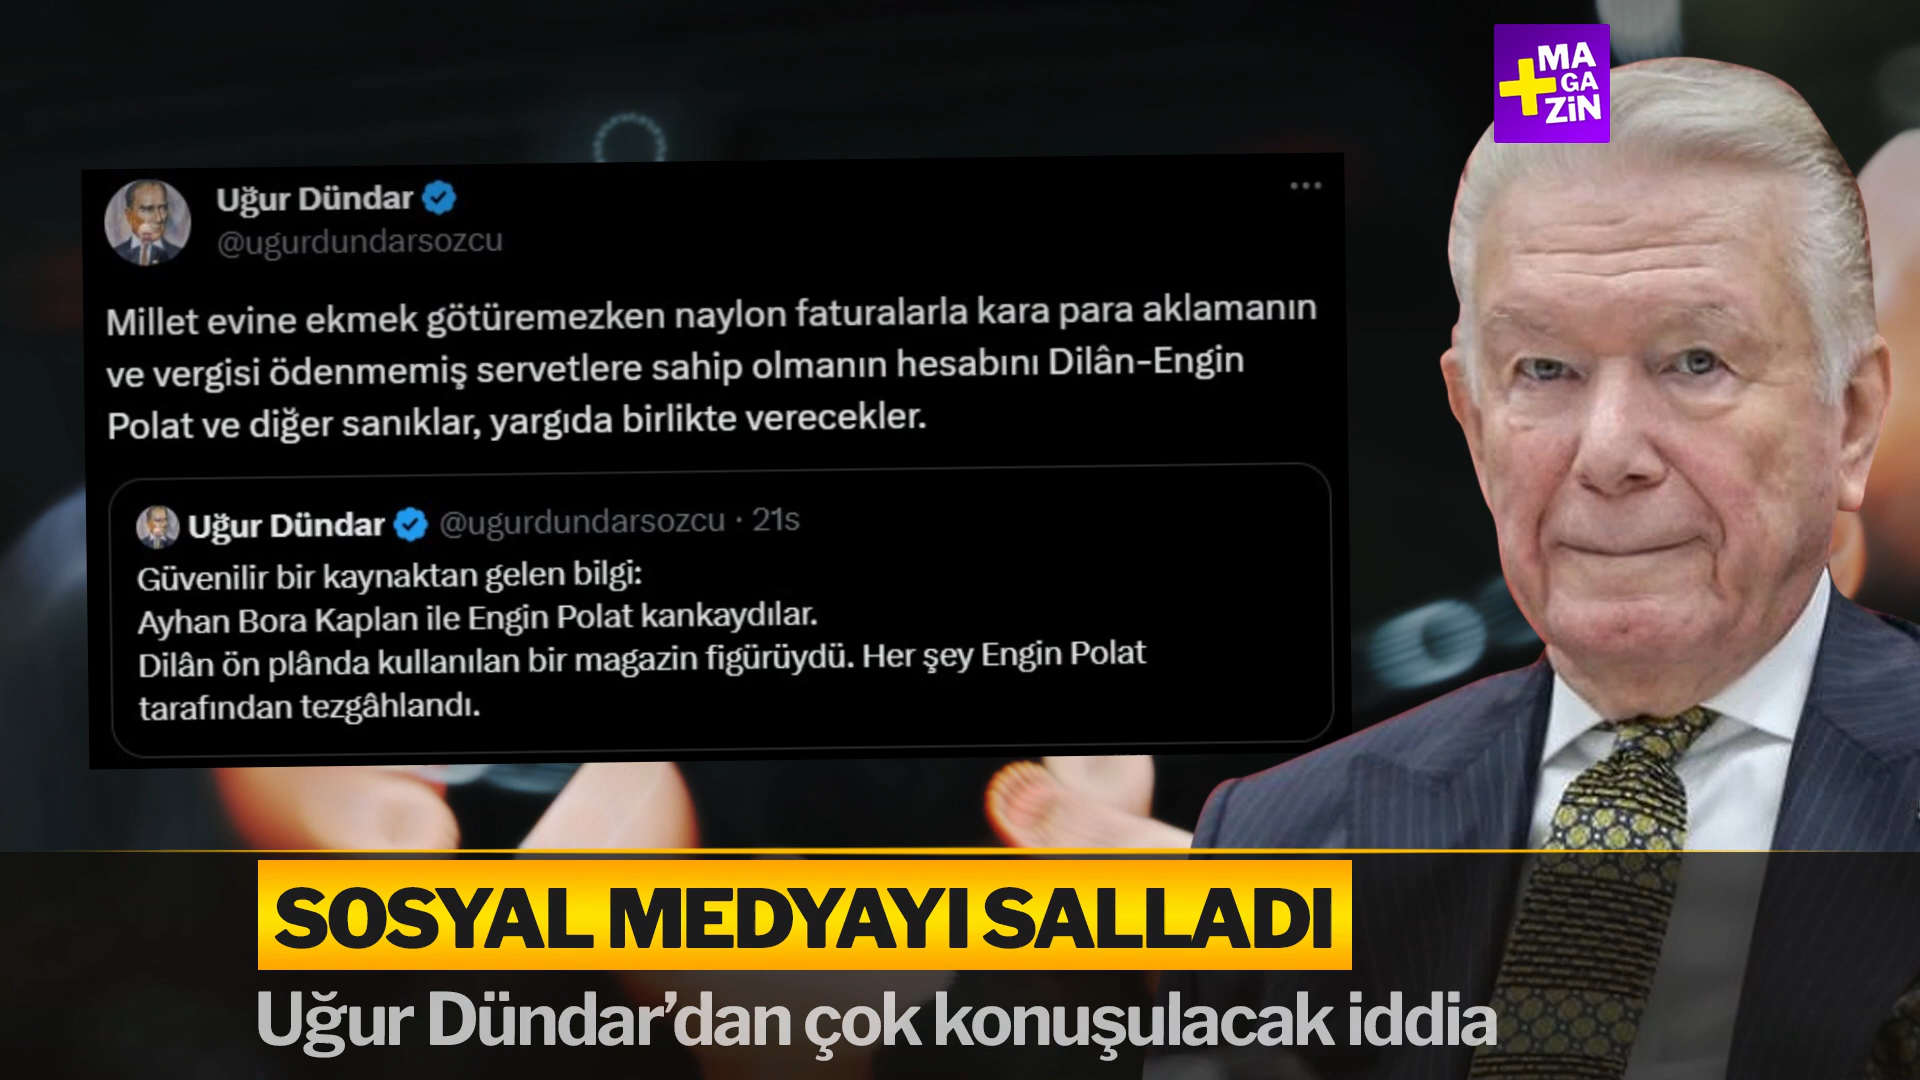 +MAGAZiN
Uğur Dündar
@ugurdundarsozcu
Millet evine ekmek götüremezken naylon faturalarla kara para aklamanın
ve vergisi ödenmemiş servetlere sahip olmanın hesabını Dilân-Engin
Polat ve diğer sanıklar, yargıda birlikte verecekler.
Uğur Dündar @ugurdundarsozcu · 21s
Güvenilir bir kaynaktan gelen bilgi:
Ayhan Bora Kaplan ile Engin Polat kankaydılar.
Dilân ön plânda kullanılan bir magazin figürüydü. Her şey Engin Polat
tarafından tezgâhlandı.
SOSYAL MEDYAYI SALLADI
Uğur Dündar’dan çok konuşulacak iddia